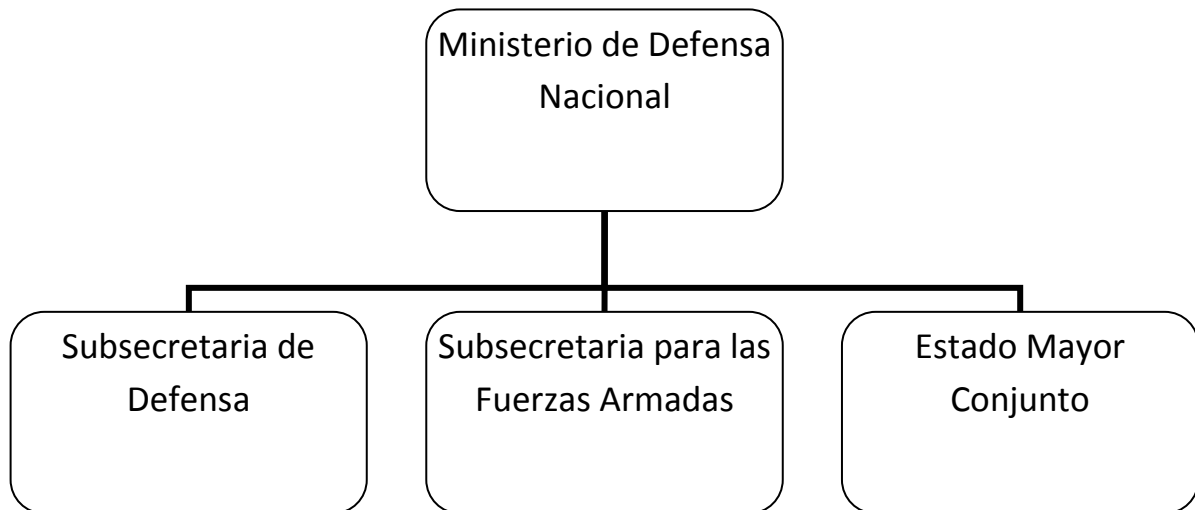 Ministerio de Defensa
Nacional
Subsecretaria de
Defensa
Subsecretaria para las
Fuerzas Armadas
Estado Mayor
Conjunto